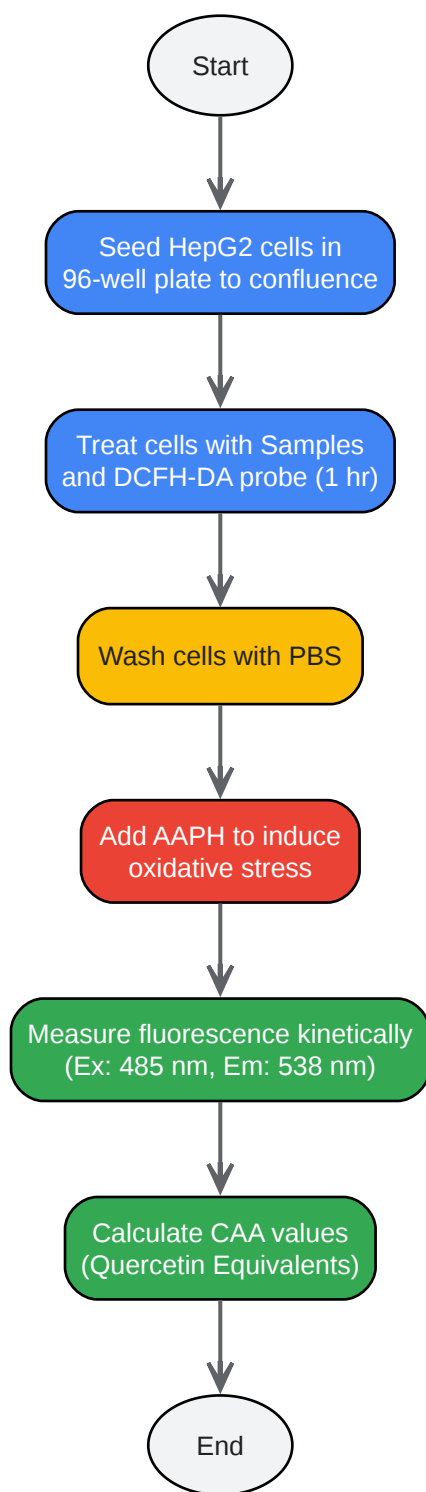 Start
Seed HepG2 cells in
96-well plate to confluence
Treat cells with Samples
and DCFH-DA probe (1 hr)
Wash cells with PBS
Add AAPH to induce
oxidative stress
Measure fluorescence kinetically
(Ex: 485 nm, Em: 538 nm)
Calculate CAA values
(Quercetin Equivalents)
End